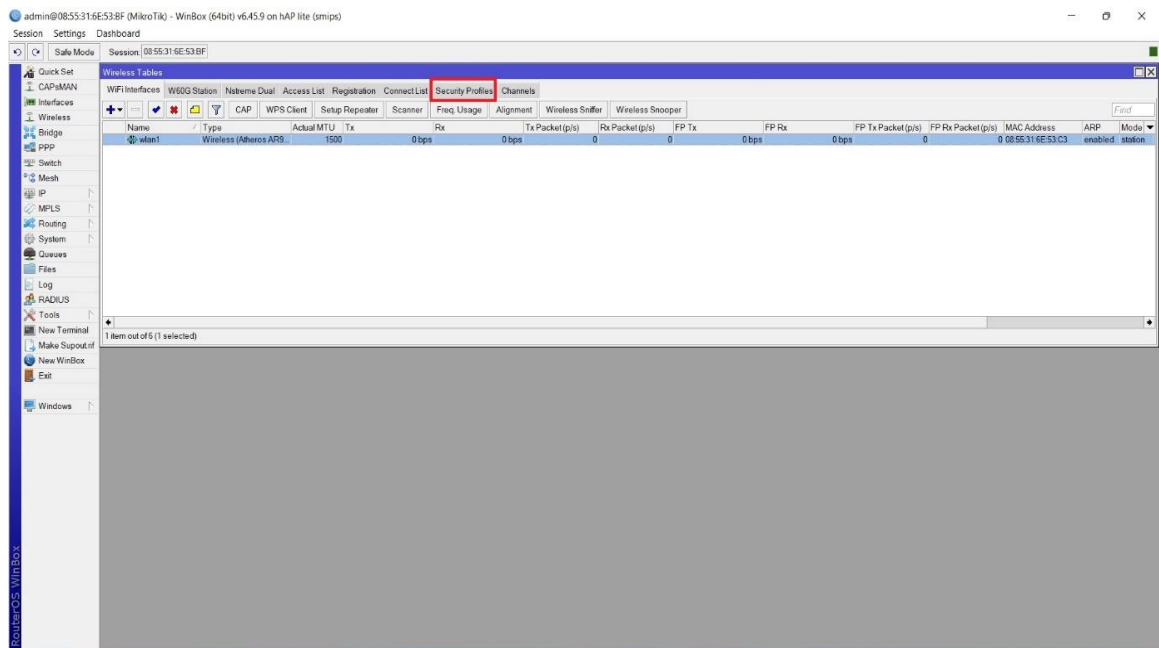 admin@08:55:31:6E:53:BF (MikroTik) - WinBox (64bit) v6.45.9 on hAP lite (smips)
Session Settings Dashboard
Safe Mode Session: 08:55:31:6E:53:BF
Quick Set
CAPsMAN
Interfaces
Wireless
Bridge
PPP
Switch
Mesh
IP
MPLS
Routing
System
Queues
Files
Log
RADIUS
Tools
New Terminal
Make Supout.rif
New WinBox
Exit
Windows
RouterOS WinBox
Wireless Tables
WiFi Interfaces W60G Station Nstreme Dual Access List Registration Connect List Security Profiles Channels
CAP WPS Client Setup Repeater Scanner Freq. Usage Alignment Wireless Sniffer Wireless Snooper Find
Name / Type Actual MTU Tx Rx Tx Packet (p/s) Rx Packet (p/s) FP Tx FP Rx FP Tx Packet (p/s) FP Rx Packet (p/s) MAC Address ARP Mode
wlan1 Wireless (Atheros AR9... 1500 0 bps 0 bps 0 0 0 bps 0 bps 0 0 08:55:31:6E:53:C3 enabled station
1 item out of 6 (1 selected)